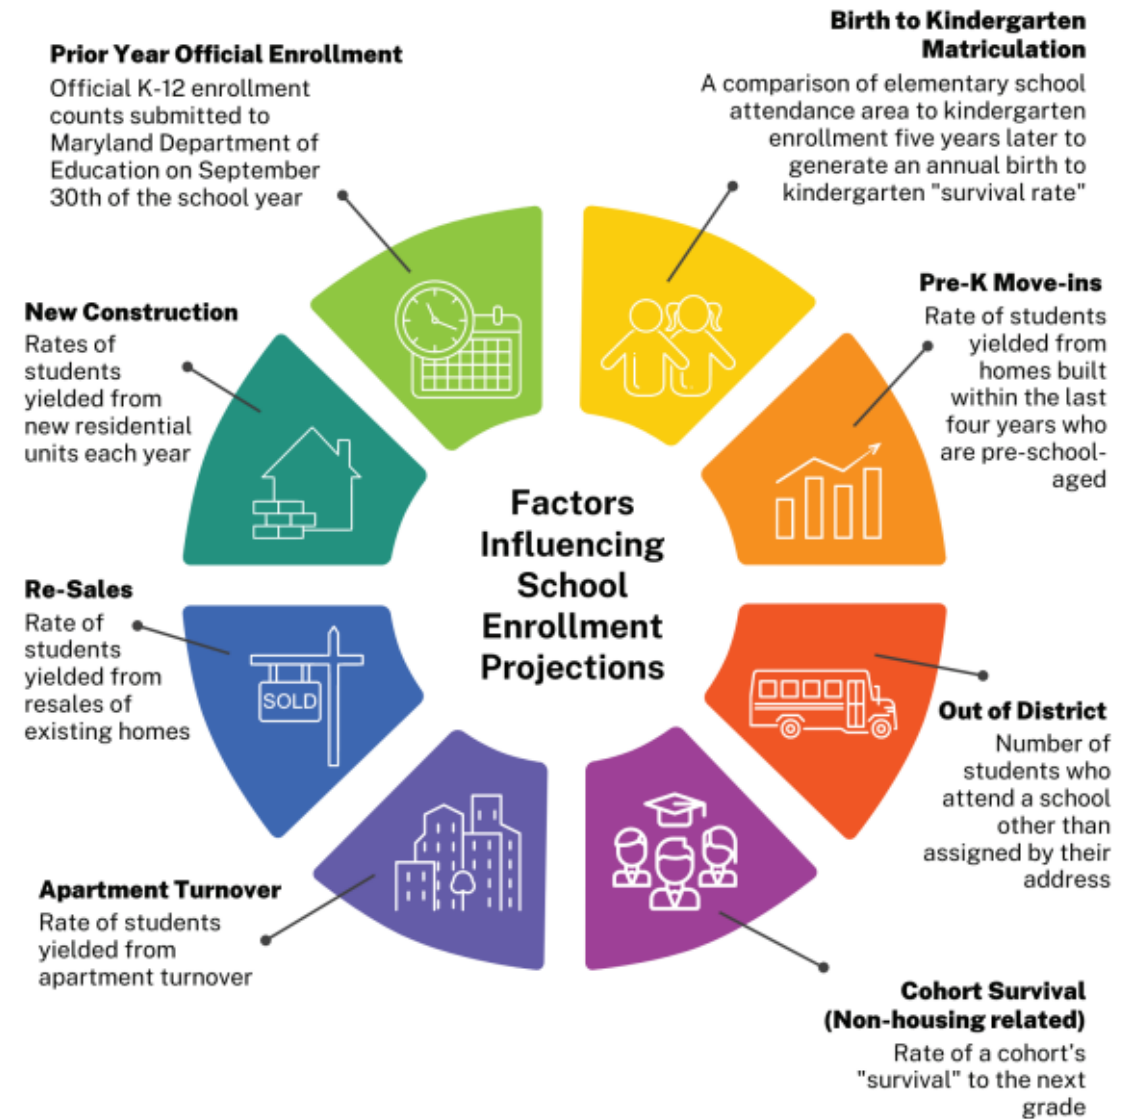 Prior Year Official Enrollment
Official K-12 enrollment
counts submitted to
Maryland Department of
Education on September
30th of the school year
Birth to Kindergarten
Matriculation
A comparison of elementary school
attendance area to kindergarten
enrollment five years later to
generate an annual birth to
kindergarten "survival rate"
New Construction
Rates of
students
yielded from
new residential
units each year
Pre-K Move-ins
Rate of students
yielded from
homes built
within the last
four years who
are pre-school-
aged
Factors
Influencing
School
Enrollment
Projections
Re-Sales
Rate of
students
yielded from
resales of
existing homes
SOLD
Out of District
Number of
students who
attend a school
other than
assigned by their
address
Apartment Turnover
Rate of students
yielded from
apartment turnover
Cohort Survival
(Non-housing related)
Rate of a cohort's
"survival" to the next
grade